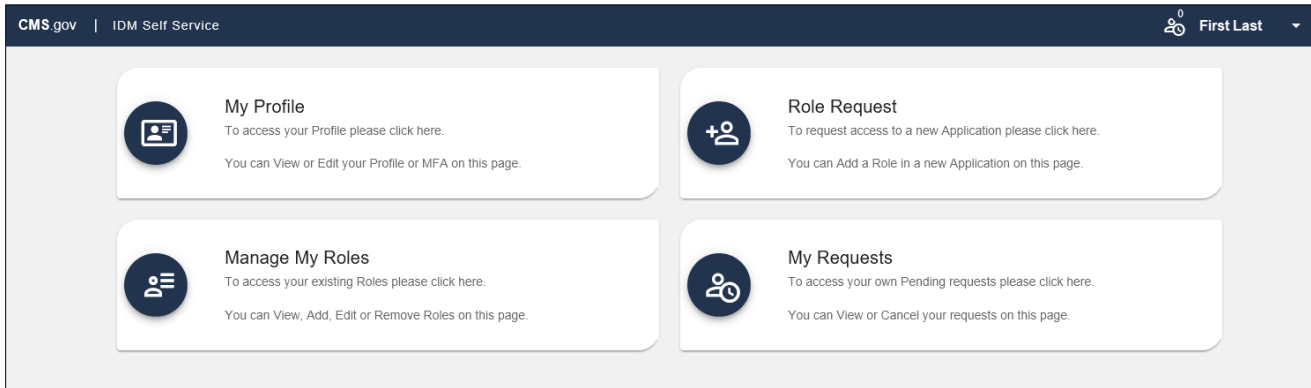 CMS.gov | IDM Self Service
0
First Last
My Profile
To access your Profile please click here.
You can View or Edit your Profile or MFA on this page.
Role Request
To request access to a new Application please click here.
You can Add a Role in a new Application on this page.
Manage My Roles
To access your existing Roles please click here.
You can View, Add, Edit or Remove Roles on this page.
My Requests
To access your own Pending requests please click here.
You can View or Cancel your requests on this page.